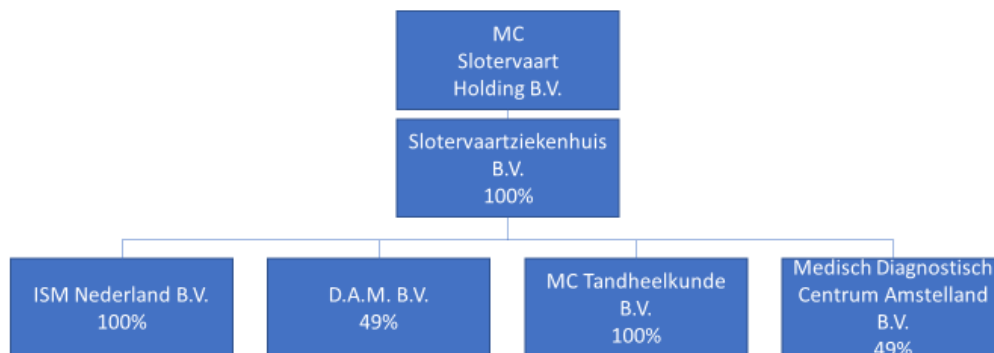 MC
Slotervaart
Holding B.V.
Slotervaartziekenhuis
B.V.
100%
ISM Nederland B.V.
100%
D.A.M. B.V.
49%
MC Tandheelkunde
B.V.
100%
Medisch Diagnostisch
Centrum Amstelland
B.V.
49%